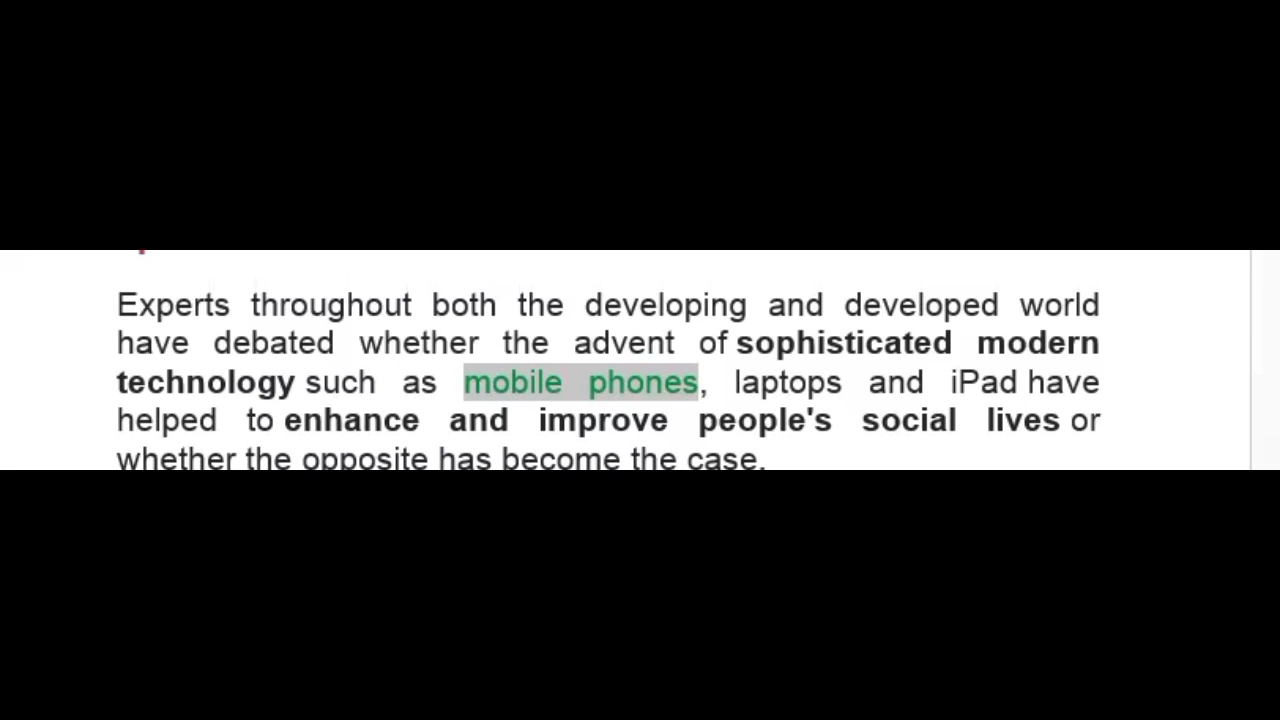 Experts throughout both the developing and developed world
have debated whether the advent of sophisticated modern
technology such as mobile phones, laptops and iPad have
helped to enhance and improve people's social lives or
whether the opposite has become the case.